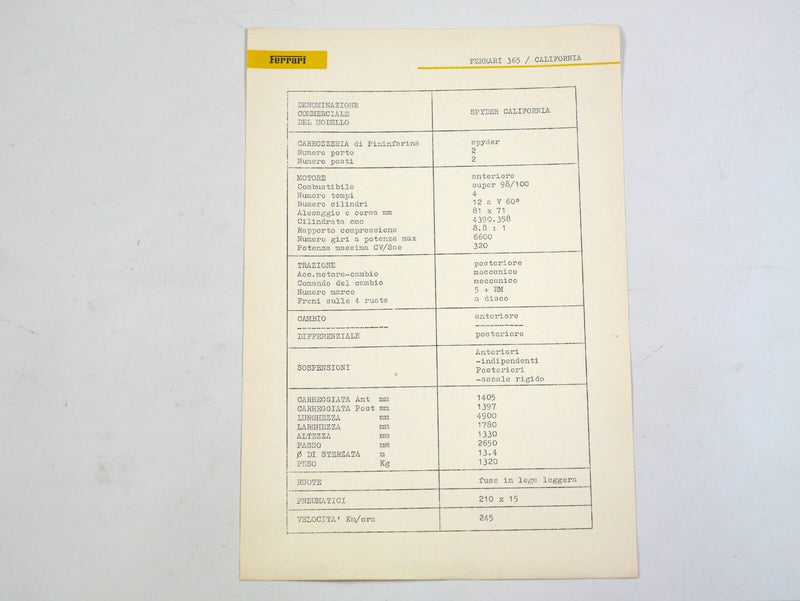 Ferrari
FERRARI 365 / CALIFORNIA
DENOMINAZIONE
COMMERCIALE
DEL MODELLO
SPYDER CALIFORNIA
CARROZZERIA di Pininfarina spyder
Numero porte 2
Numero posti 2
MOTORE anteriore
Combustibile super 98/100
Numero tempi 4
Numero cilindri 12 a V 60°
Alesaggio e corsa mm 81 x 71
Cilindrata cmc 4390.358
Rapporto compressione 8.8 : 1
Numero giri a potenza max 6600
Potenza massima CV/Sae 320
TRAZIONE posteriore
Acc.motore-cambio meccanico
Comando del cambio meccanico
Numero marce 5 + RM
Freni sulle 4 ruote a disco
CAMBIO anteriore
------------------- -----------
DIFFERENZIALE posteriore
SOSPENSIONI
Anteriori
-indipendenti
Posteriori
-assale rigido
CARREGGIATA Ant mm 1405
CARREGGIATA Post mm 1397
LUNGHEZZA mm 4900
LARGHEZZA mm 1780
ALTEZZA mm 1330
PASSO mm 2650
Ø DI STERZATA m 13.4
PESO Kg 1320
RUOTE fuse in lega leggera
PNEUMATICI 210 x 15
VELOCITA' Km/ora 245